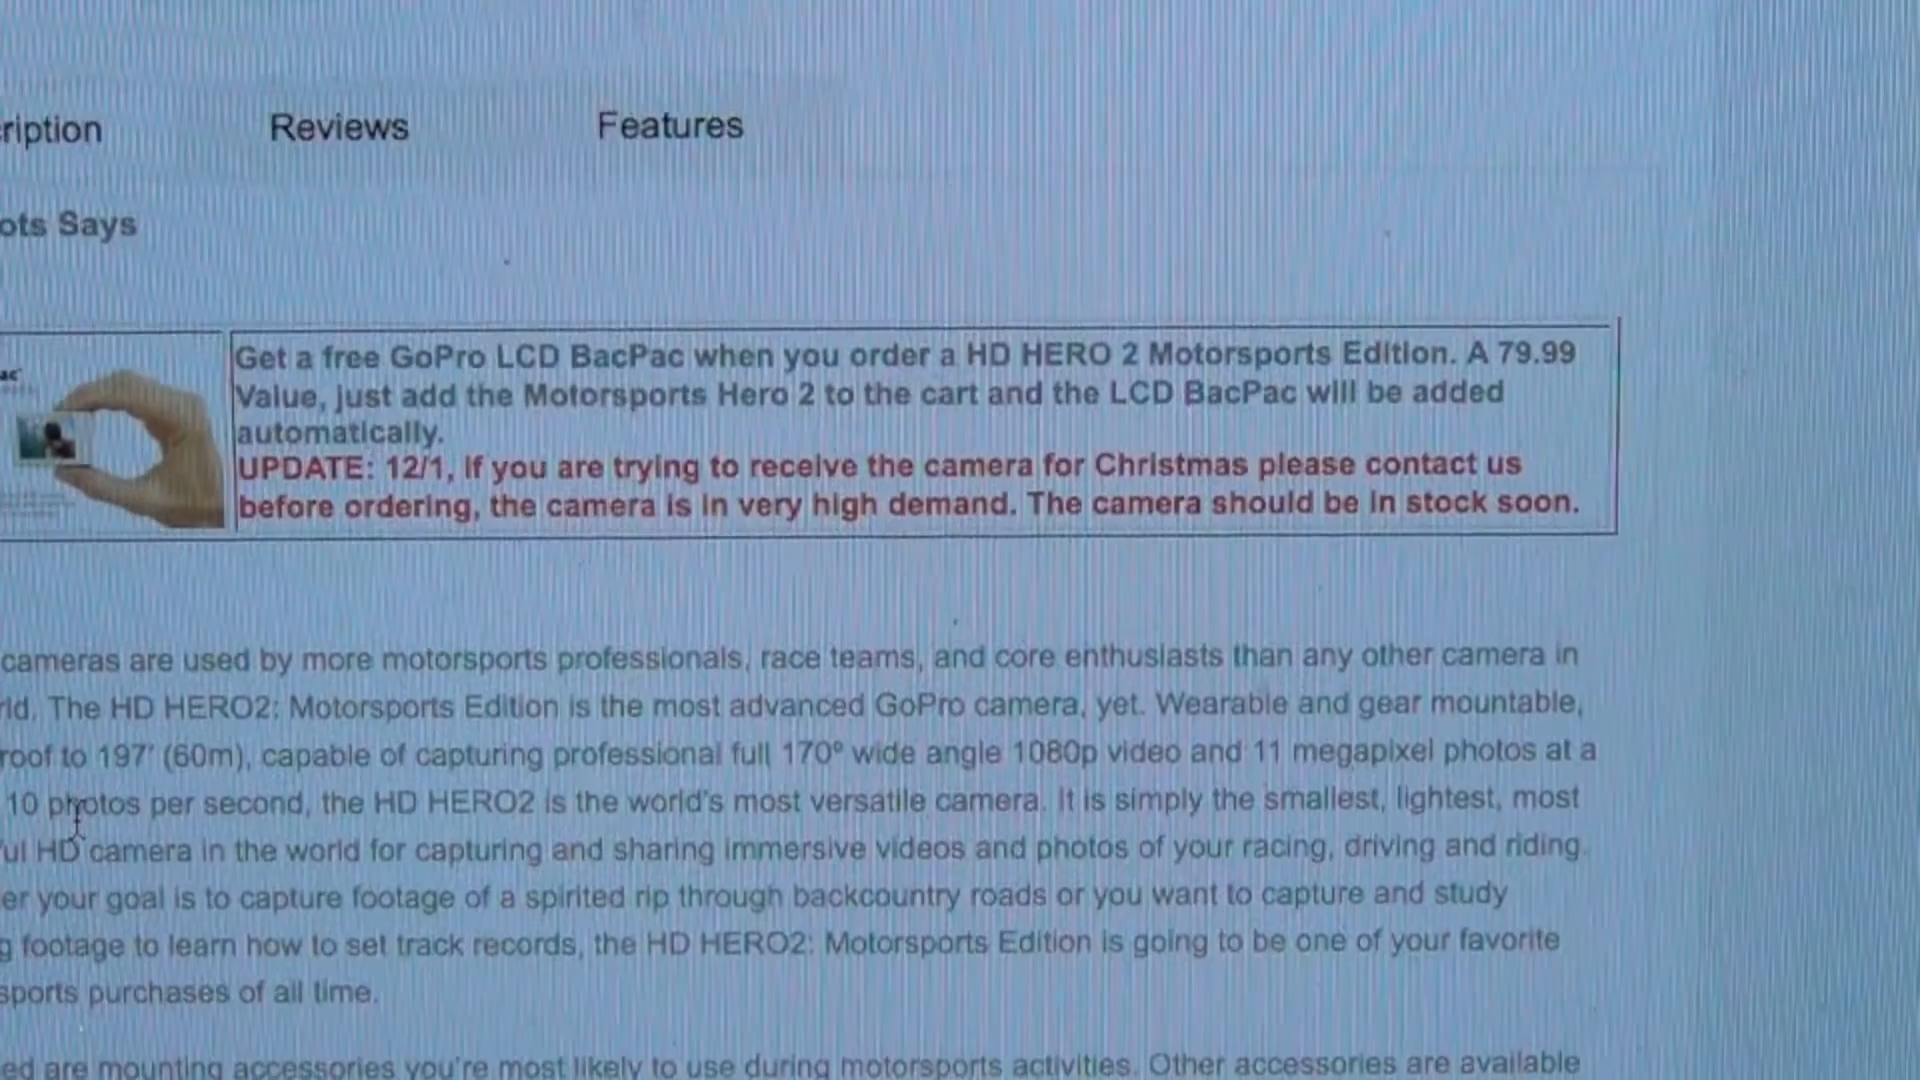 ription Reviews Features
ots Says
Get a free GoPro LCD BacPac when you order a HD HERO 2 Motorsports Edition. A 79.99
Value, just add the Motorsports Hero 2 to the cart and the LCD BacPac will be added
automatically.
UPDATE: 12/1, if you are trying to receive the camera for Christmas please contact us
before ordering, the camera is in very high demand. The camera should be in stock soon.
cameras are used by more motorsports professionals, race teams, and core enthusiasts than any other camera in
rld. The HD HERO2: Motorsports Edition is the most advanced GoPro camera, yet. Wearable and gear mountable,
roof to 197' (60m), capable of capturing professional full 170º wide angle 1080p video and 11 megapixel photos at a
10 photos per second, the HD HERO2 is the world's most versatile camera. It is simply the smallest, lightest, most
ul HD camera in the world for capturing and sharing immersive videos and photos of your racing, driving and riding.
er your goal is to capture footage of a spirited rip through backcountry roads or you want to capture and study
g footage to learn how to set track records, the HD HERO2: Motorsports Edition is going to be one of your favorite
sports purchases of all time.
ed are mounting accessories you're most likely to use during motorsports activities. Other accessories are available